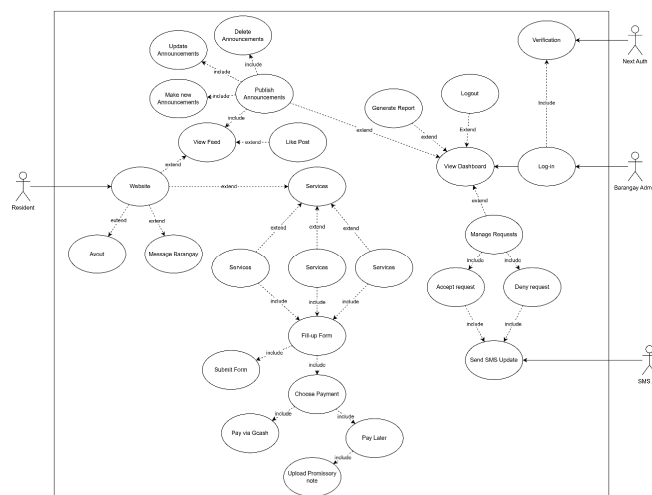 Delete
Announcements
Update
Announcements
include
include
Verification
Next Auth
Make new
Announcements
include
Publish
Announcements
include
Generate Report
Logout
Include
extend
extend
Extend
View Feed
extend
Like Post
extend
View Dashboard
Log-in
Barangay Adm
Resident
Website
extend
Services
extend
extend
extend
extend
extend
extend
Manage Requests
include
include
Message Barangay
Services
Services
Services
Accept request
Deny request
include
include
include
include
include
Fill-up Form
include
include
Submit Form
Send SMS Update
SMS
Choose Payment
include
include
Pay via Gcash
Pay Later
include
Upload Promissory
note